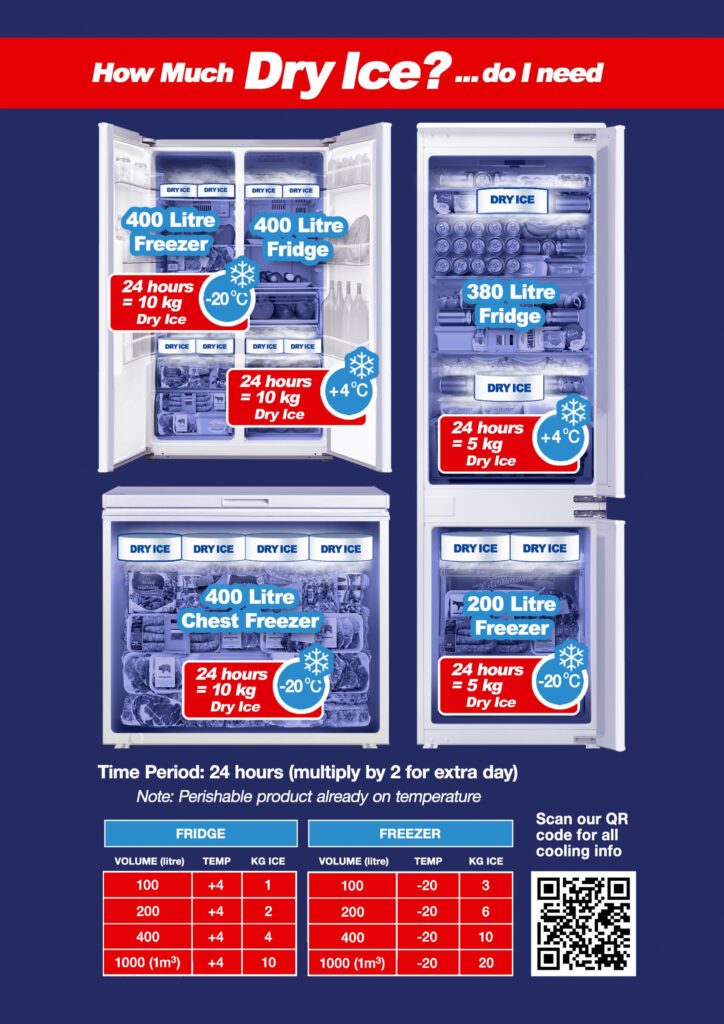 How Much Dry Ice? ...do I need
DRY ICE DRY ICE DRY ICE DRY ICE
400 Litre
Freezer
400 Litre
Fridge
24 hours
= 10 kg
Dry Ice
-20°C
DRY ICE DRY ICE DRY ICE DRY ICE
24 hours
= 10 kg
Dry Ice
+4°C
DRY ICE
380 Litre
Fridge
DRY ICE
24 hours
= 5 kg
Dry Ice
+4°C
DRY ICE DRY ICE DRY ICE DRY ICE
400 Litre
Chest Freezer
24 hours
= 10 kg
Dry Ice
-20°C
DRY ICE DRY ICE
200 Litre
Freezer
24 hours
= 5 kg
Dry Ice
-20°C
Time Period: 24 hours (multiply by 2 for extra day)
Note: Perishable product already on temperature
FRIDGE
VOLUME (litre) TEMP KG ICE
100 +4 1
200 +4 2
400 +4 4
1000 (1m³) +4 10
FREEZER
VOLUME (litre) TEMP KG ICE
100 -20 3
200 -20 6
400 -20 10
1000 (1m³) -20 20
Scan our QR
code for all
cooling info